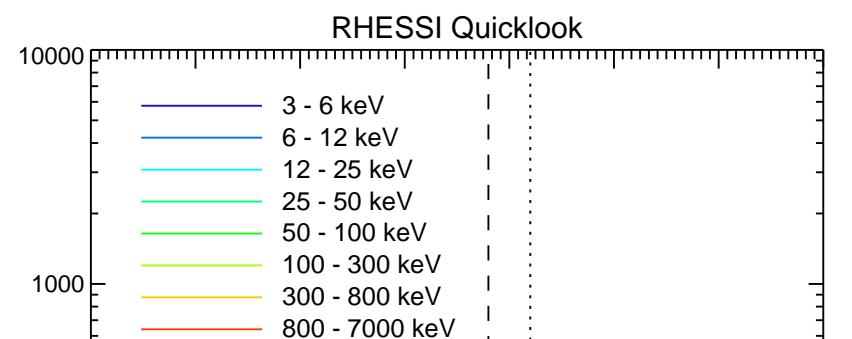 RHESSI Quicklook
10000
3 - 6 keV
6 - 12 keV
12 - 25 keV
25 - 50 keV
50 - 100 keV
100 - 300 keV
1000
300 - 800 keV
800 - 7000 keV